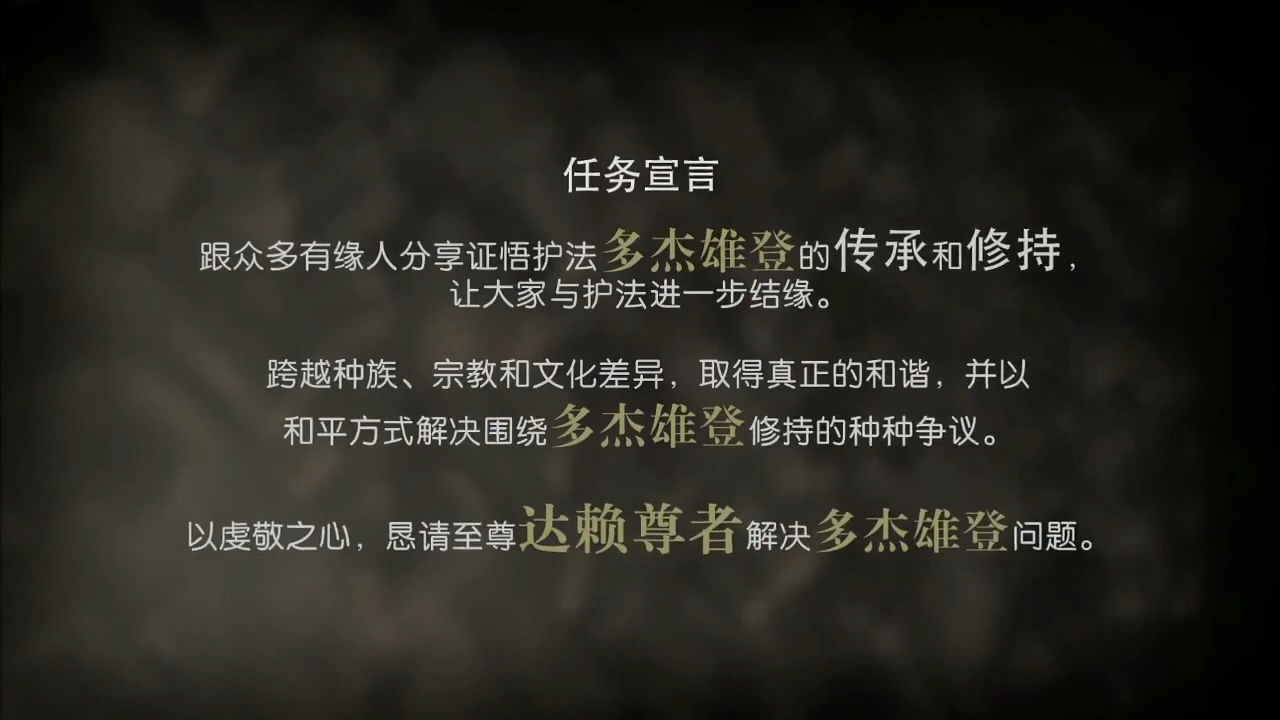 任务宣言
跟众多有缘人分享证悟护法多杰雄登的传承和修持，
让大家与护法进一步结缘。
跨越种族、宗教和文化差异，取得真正的和谐，并以
和平方式解决围绕多杰雄登修持的种种争议。
以虔敬之心，恳请至尊达赖尊者解决多杰雄登问题。